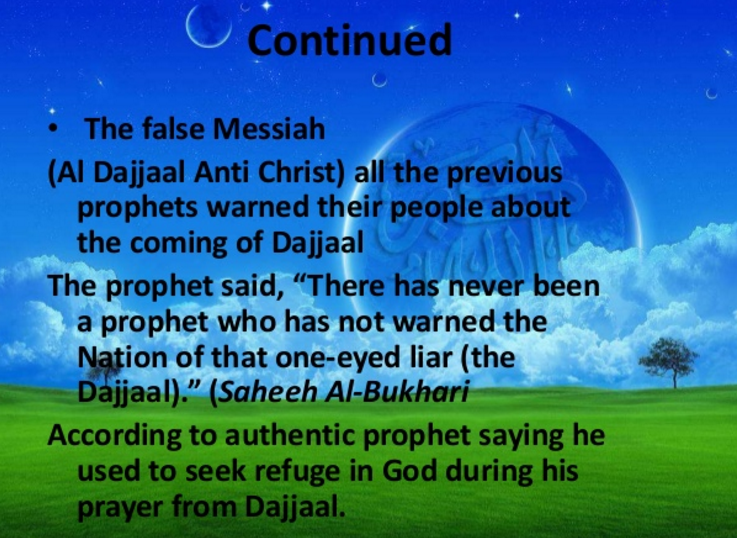 Continued
• The false Messiah
(Al Dajjaal Anti Christ) all the previous
prophets warned their people about
the coming of Dajjaal
The prophet said, “There has never been
a prophet who has not warned the
Nation of that one-eyed liar (the
Dajjaal).” (Saheeh Al-Bukhari
According to authentic prophet saying he
used to seek refuge in God during his
prayer from Dajjaal.